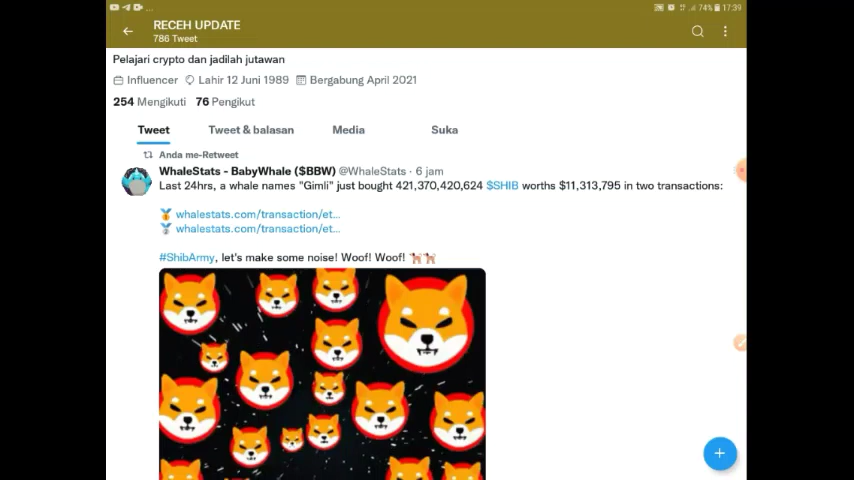 74% 17:39
RECEH UPDATE
786 Tweet
Pelajari crypto dan jadilah jutawan
Influencer Lahir 12 Juni 1989 Bergabung April 2021
254 Mengikuti 76 Pengikut
Tweet Tweet & balasan Media Suka
Anda me-Retweet
WhaleStats - BabyWhale ($BBW) @WhaleStats · 6 jam
Last 24hrs, a whale names "Gimli" just bought 421,370,420,624 $SHIB worths $11,313,795 in two transactions:
whalestats.com/transaction/et...
whalestats.com/transaction/et...
#ShibArmy, let's make some noise! Woof! Woof!